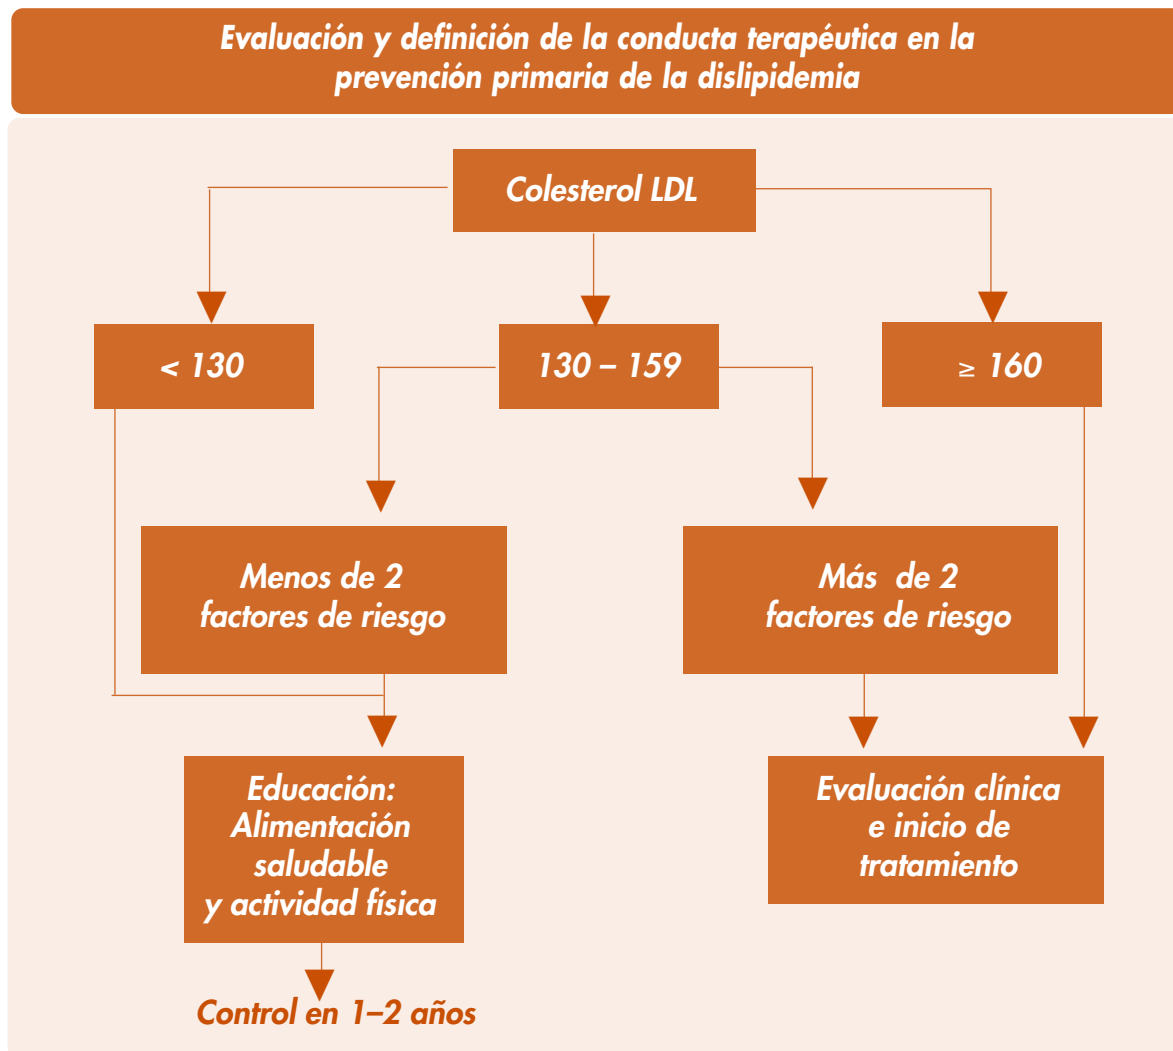 Evaluación y definición de la conducta terapéutica en la
prevención primaria de la dislipidemia
Colesterol LDL
< 130
130 – 159
≥ 160
Menos de 2
factores de riesgo
Más de 2
factores de riesgo
Educación:
Alimentación
saludable
y actividad física
Evaluación clínica
e inicio de
tratamiento
Control en 1–2 años